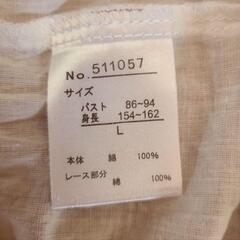 No. 511057
サイズ
バスト 86~94
身長 154~162
L
本体 綿 100%
レース部分
綿 100%